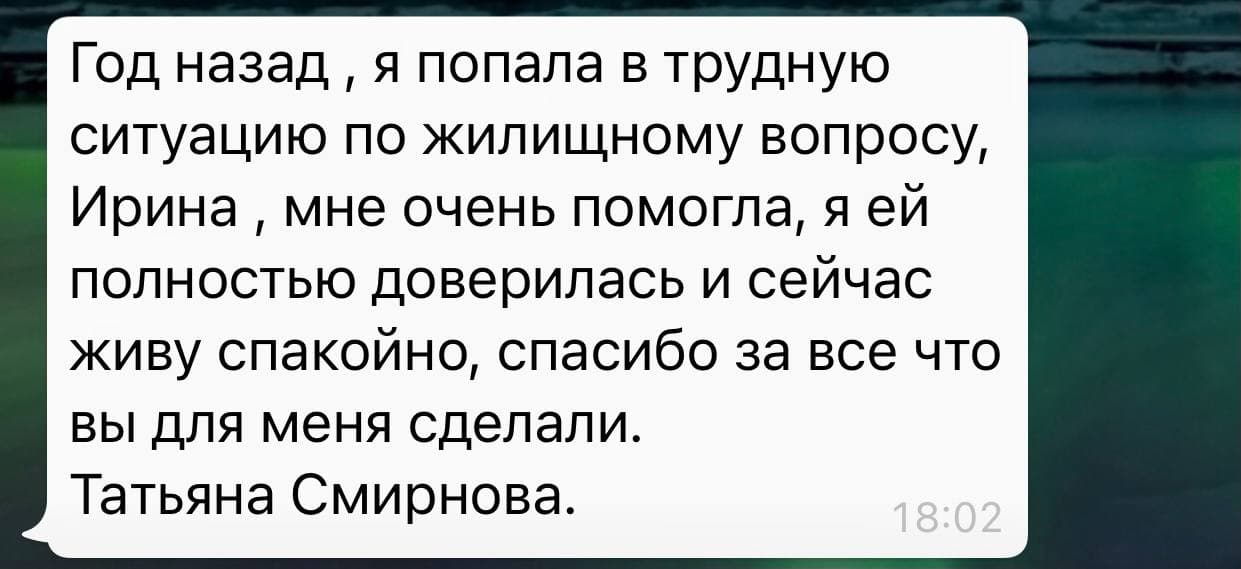 Год назад , я попала в трудную
ситуацию по жилищному вопросу,
Ирина , мне очень помогла, я ей
полностью доверилась и сейчас
живу спакойно, спасибо за все что
вы для меня сделали.
Татьяна Смирнова.
18:02